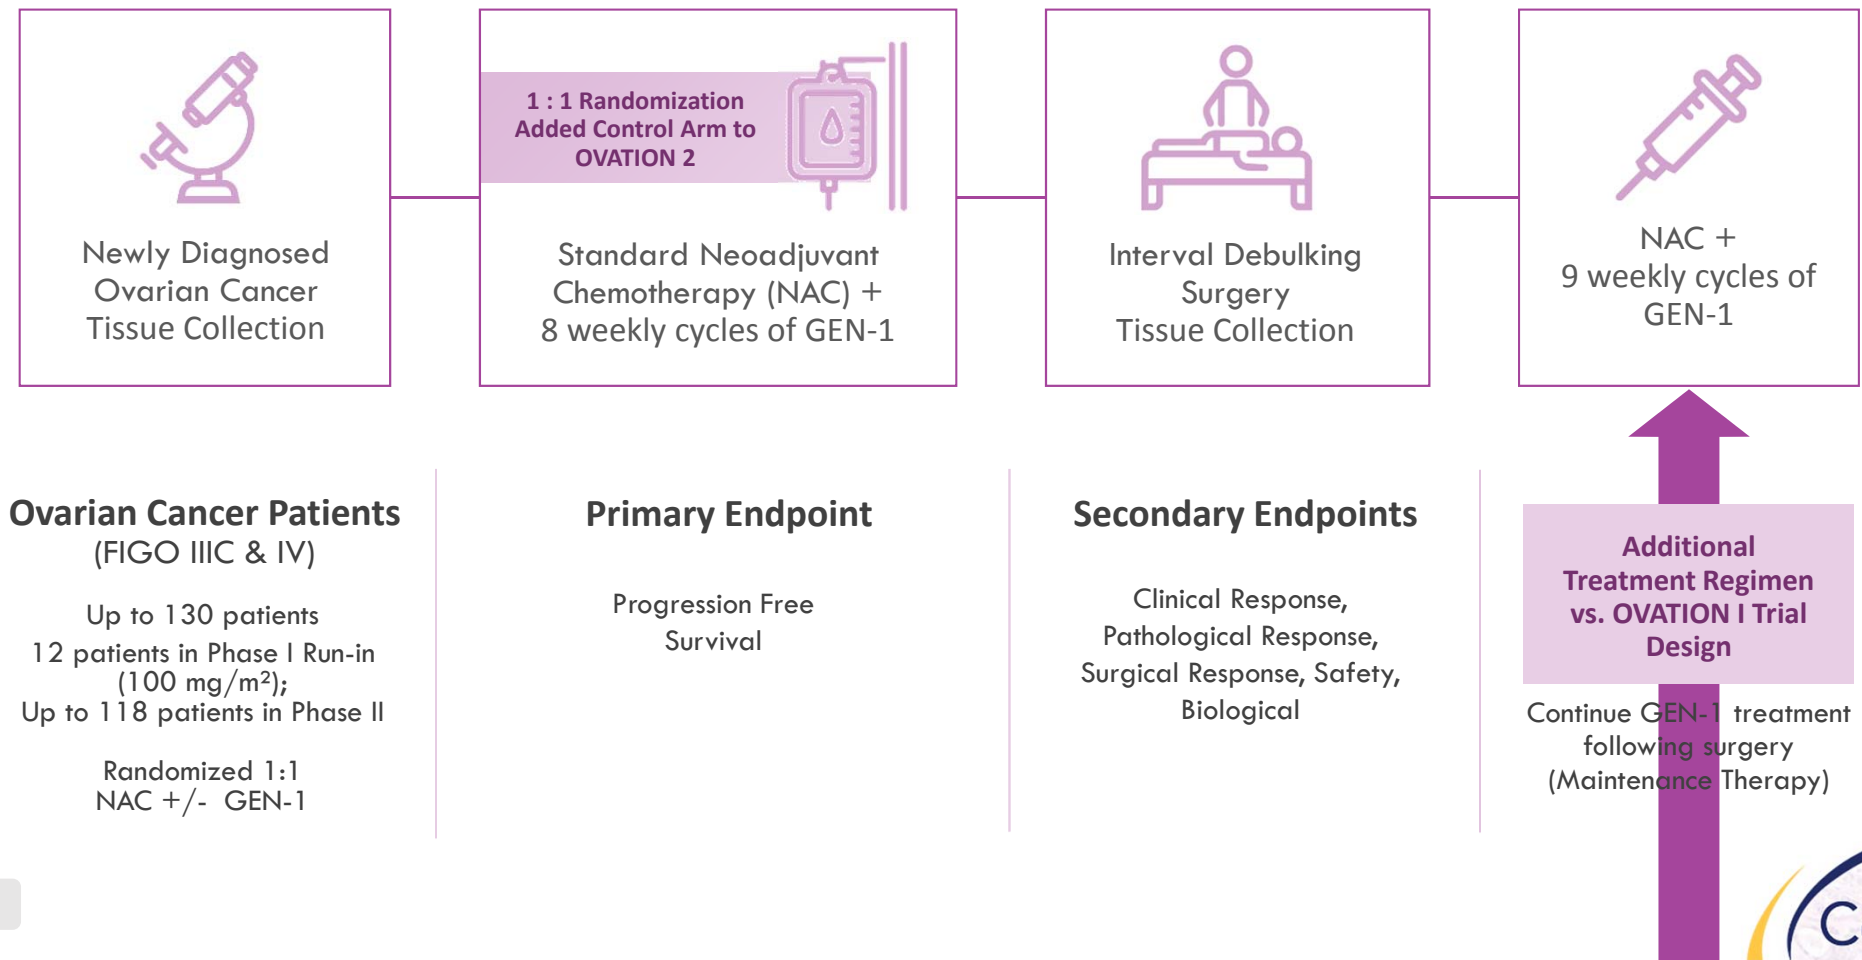 Newly Diagnosed
Ovarian Cancer
Tissue Collection
1 : 1 Randomization
Added Control Arm to
OVATION 2
Standard Neoadjuvant
Chemotherapy (NAC) +
8 weekly cycles of GEN-1
Interval Debulking
Surgery
Tissue Collection
NAC +
9 weekly cycles of
GEN-1
Ovarian Cancer Patients
(FIGO IIIC & IV)
Up to 130 patients
12 patients in Phase I Run-in
(100 mg/m²);
Up to 118 patients in Phase II
Randomized 1:1
NAC +/- GEN-1
Primary Endpoint
Progression Free
Survival
Secondary Endpoints
Clinical Response,
Pathological Response,
Surgical Response, Safety,
Biological
Additional
Treatment Regimen
vs. OVATION I Trial
Design
Continue GEN-1 treatment
following surgery
(Maintenance Therapy)